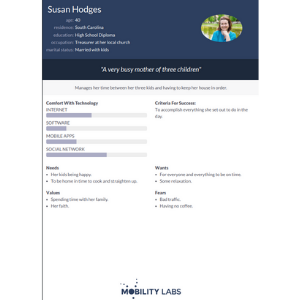 Susan Hodges
age: 40
residence: South Carolina
education: High School Diploma
occupation: Treasurer at her local church
marital status: Married with kids
"A very busy mother of three children"
Manages her time between her three kids and having to keep her house in order.
Comfort With Technology
INTERNET
SOFTWARE
MOBILE APPS
SOCIAL NETWORK
Criteria For Success:
To accomplish everything she set out to do in the
day.
Needs
• Her kids being happy.
• To be home in time to cook and straighten up.
Wants
• For everyone and everything to be on time.
• Some relaxation.
Values
• Spending time with her family.
• Her faith.
Fears
• Bad traffic.
• Having no coffee.
MOBILITY LABS